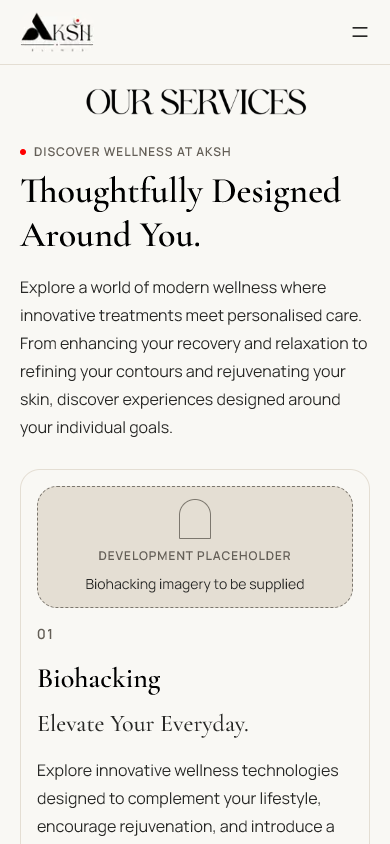 AKSH
OUR SERVICES
DISCOVER WELLNESS AT AKSH
Thoughtfully Designed
Around You.
Explore a world of modern wellness where
innovative treatments meet personalised care.
From enhancing your recovery and relaxation to
refining your contours and rejuvenating your
skin, discover experiences designed around
your individual goals.
DEVELOPMENT PLACEHOLDER
Biohacking imagery to be supplied
01
Biohacking
Elevate Your Everyday.
Explore innovative wellness technologies
designed to complement your lifestyle,
encourage rejuvenation, and introduce a